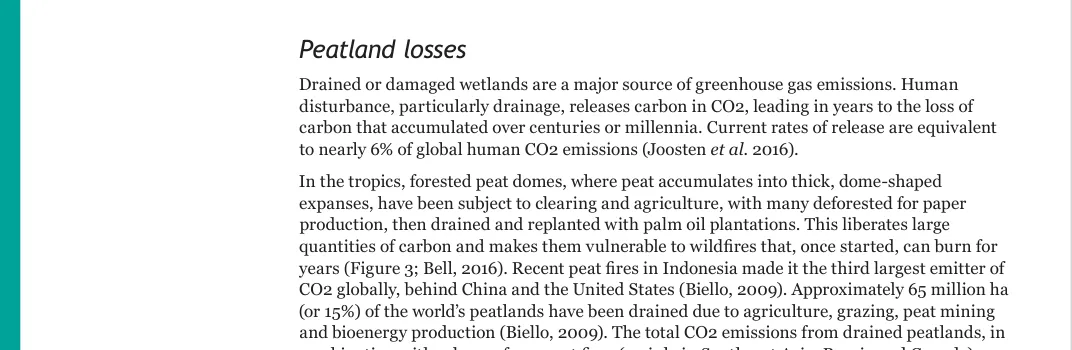 Peatland losses
Drained or damaged wetlands are a major source of greenhouse gas emissions. Human
disturbance, particularly drainage, releases carbon in CO2, leading in years to the loss of
carbon that accumulated over centuries or millennia. Current rates of release are equivalent
to nearly 6% of global human CO2 emissions (Joosten et al. 2016).
In the tropics, forested peat domes, where peat accumulates into thick, dome-shaped
expanses, have been subject to clearing and agriculture, with many deforested for paper
production, then drained and replanted with palm oil plantations. This liberates large
quantities of carbon and makes them vulnerable to wildfires that, once started, can burn for
years (Figure 3; Bell, 2016). Recent peat fires in Indonesia made it the third largest emitter of
CO2 globally, behind China and the United States (Biello, 2009). Approximately 65 million ha
(or 15%) of the world's peatlands have been drained due to agriculture, grazing, peat mining
and bioenergy production (Biello, 2009). The total CO2 emissions from drained peatlands, in